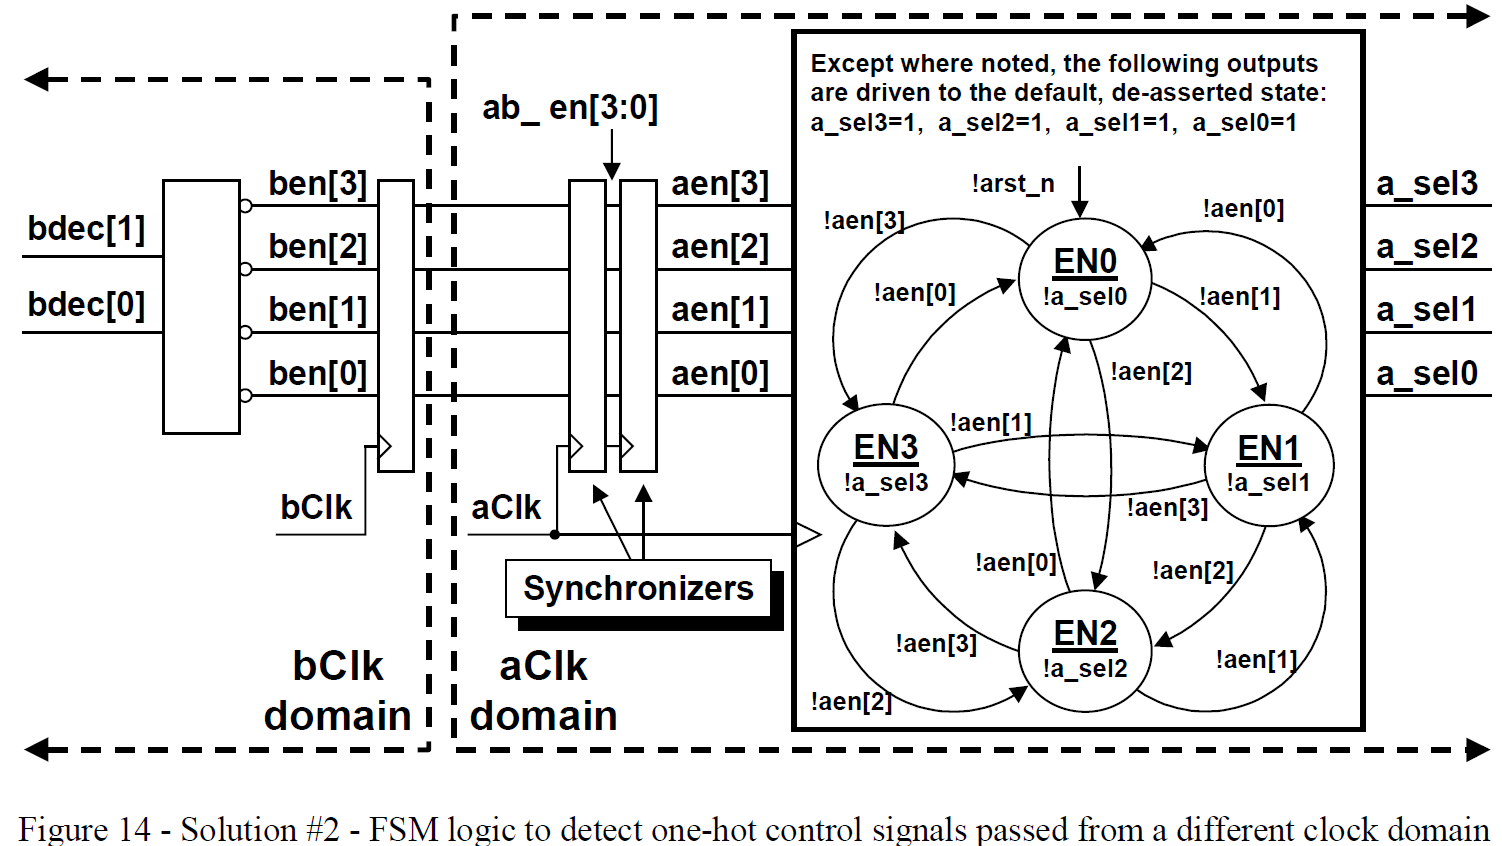 ab_ en[3:0]
Except where noted, the following outputs
are driven to the default, de-asserted state:
a_sel3=1, a_sel2=1, a_sel1=1, a_sel0=1
bdec[1]
bdec[0]
ben[3]
ben[2]
ben[1]
ben[0]
aen[3]
aen[2]
aen[1]
aen[0]
!arst_n
!aen[3]
!aen[0]
EN0
!a_sel0
!aen[0]
!aen[1]
!aen[2]
!aen[1]
EN3
!a_sel3
EN1
!a_sel1
!aen[3]
!aen[0]
!aen[2]
EN2
!a_sel2
!aen[3]
!aen[1]
!aen[2]
a_sel3
a_sel2
a_sel1
a_sel0
bClk
aClk
Synchronizers
bClk
domain
aClk
domain
Figure 14 - Solution #2 - FSM logic to detect one-hot control signals passed from a different clock domain